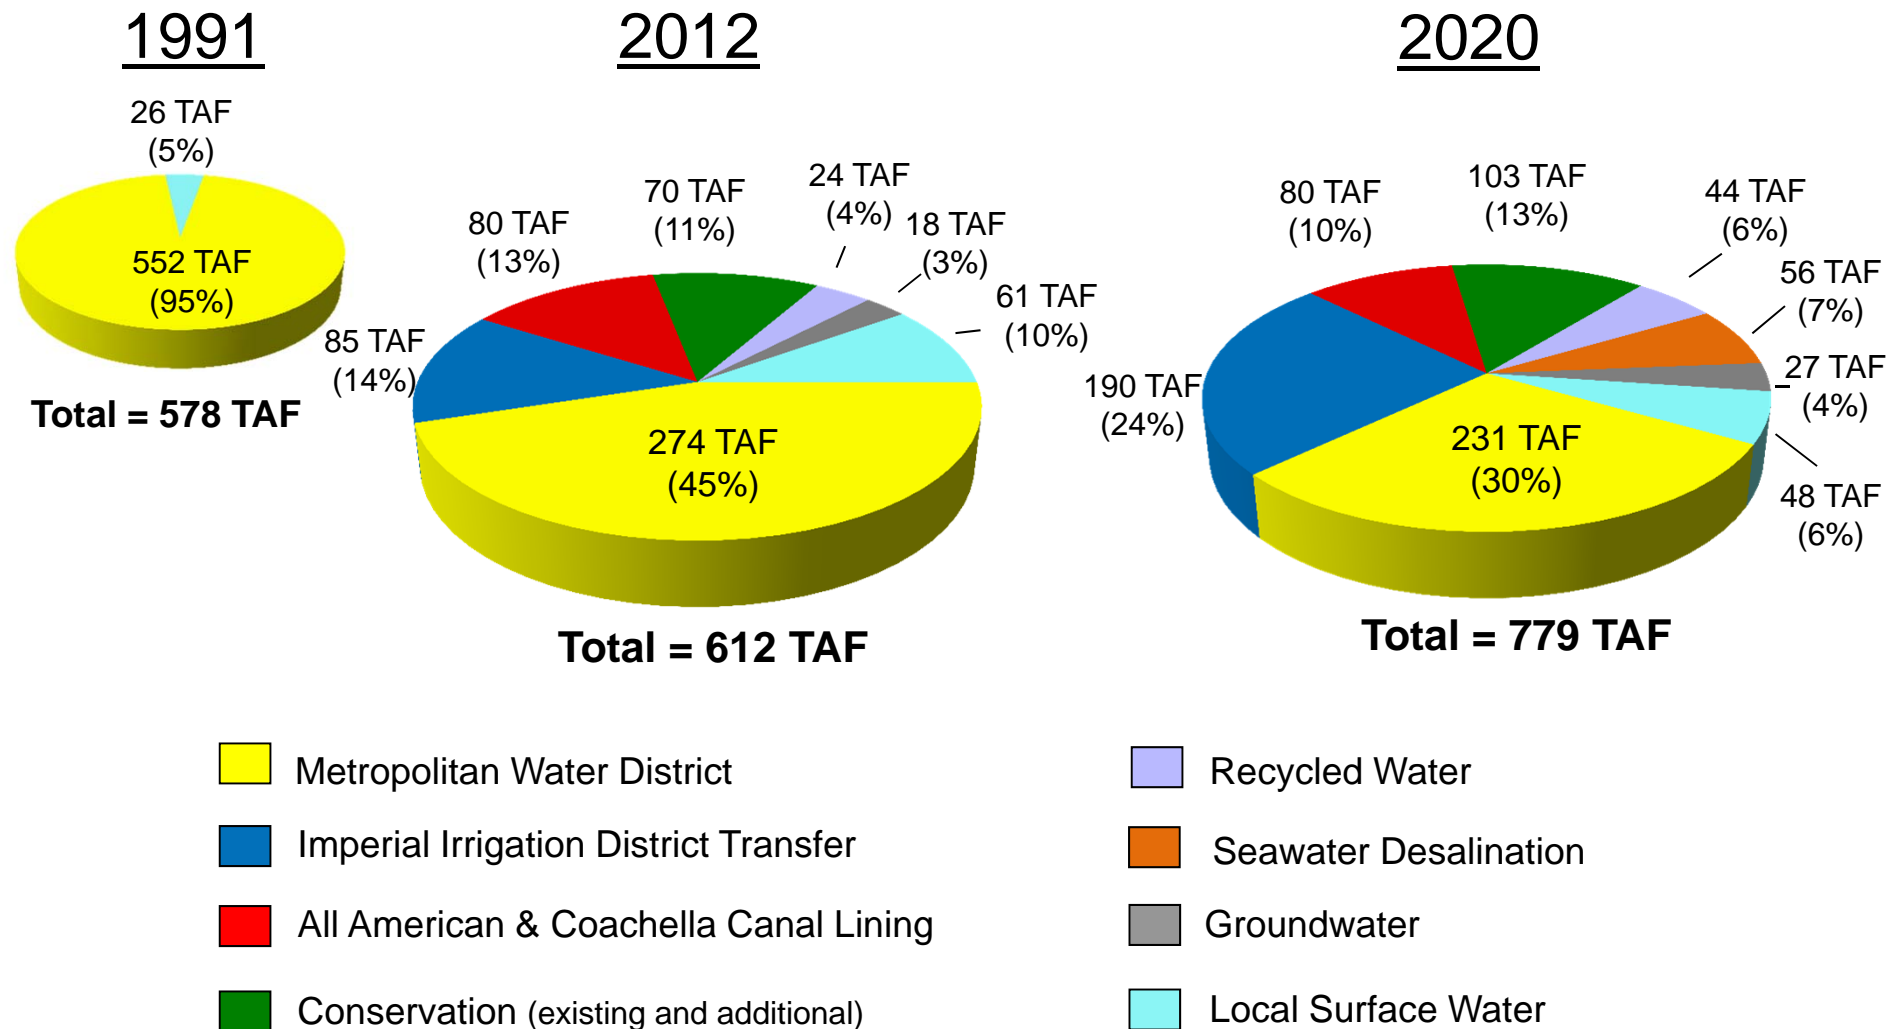 1991
26 TAF
(5%)
552 TAF
(95%)
Total = 578 TAF
2012
85 TAF
(14%)
80 TAF
(13%)
70 TAF
(11%)
24 TAF
(4%)
18 TAF
(3%)
61 TAF
(10%)
274 TAF
(45%)
Total = 612 TAF
2020
190 TAF
(24%)
80 TAF
(10%)
103 TAF
(13%)
44 TAF
(6%)
56 TAF
(7%)
27 TAF
(4%)
48 TAF
(6%)
231 TAF
(30%)
Total = 779 TAF
Metropolitan Water District
Imperial Irrigation District Transfer
All American & Coachella Canal Lining
Conservation (existing and additional)
Recycled Water
Seawater Desalination
Groundwater
Local Surface Water